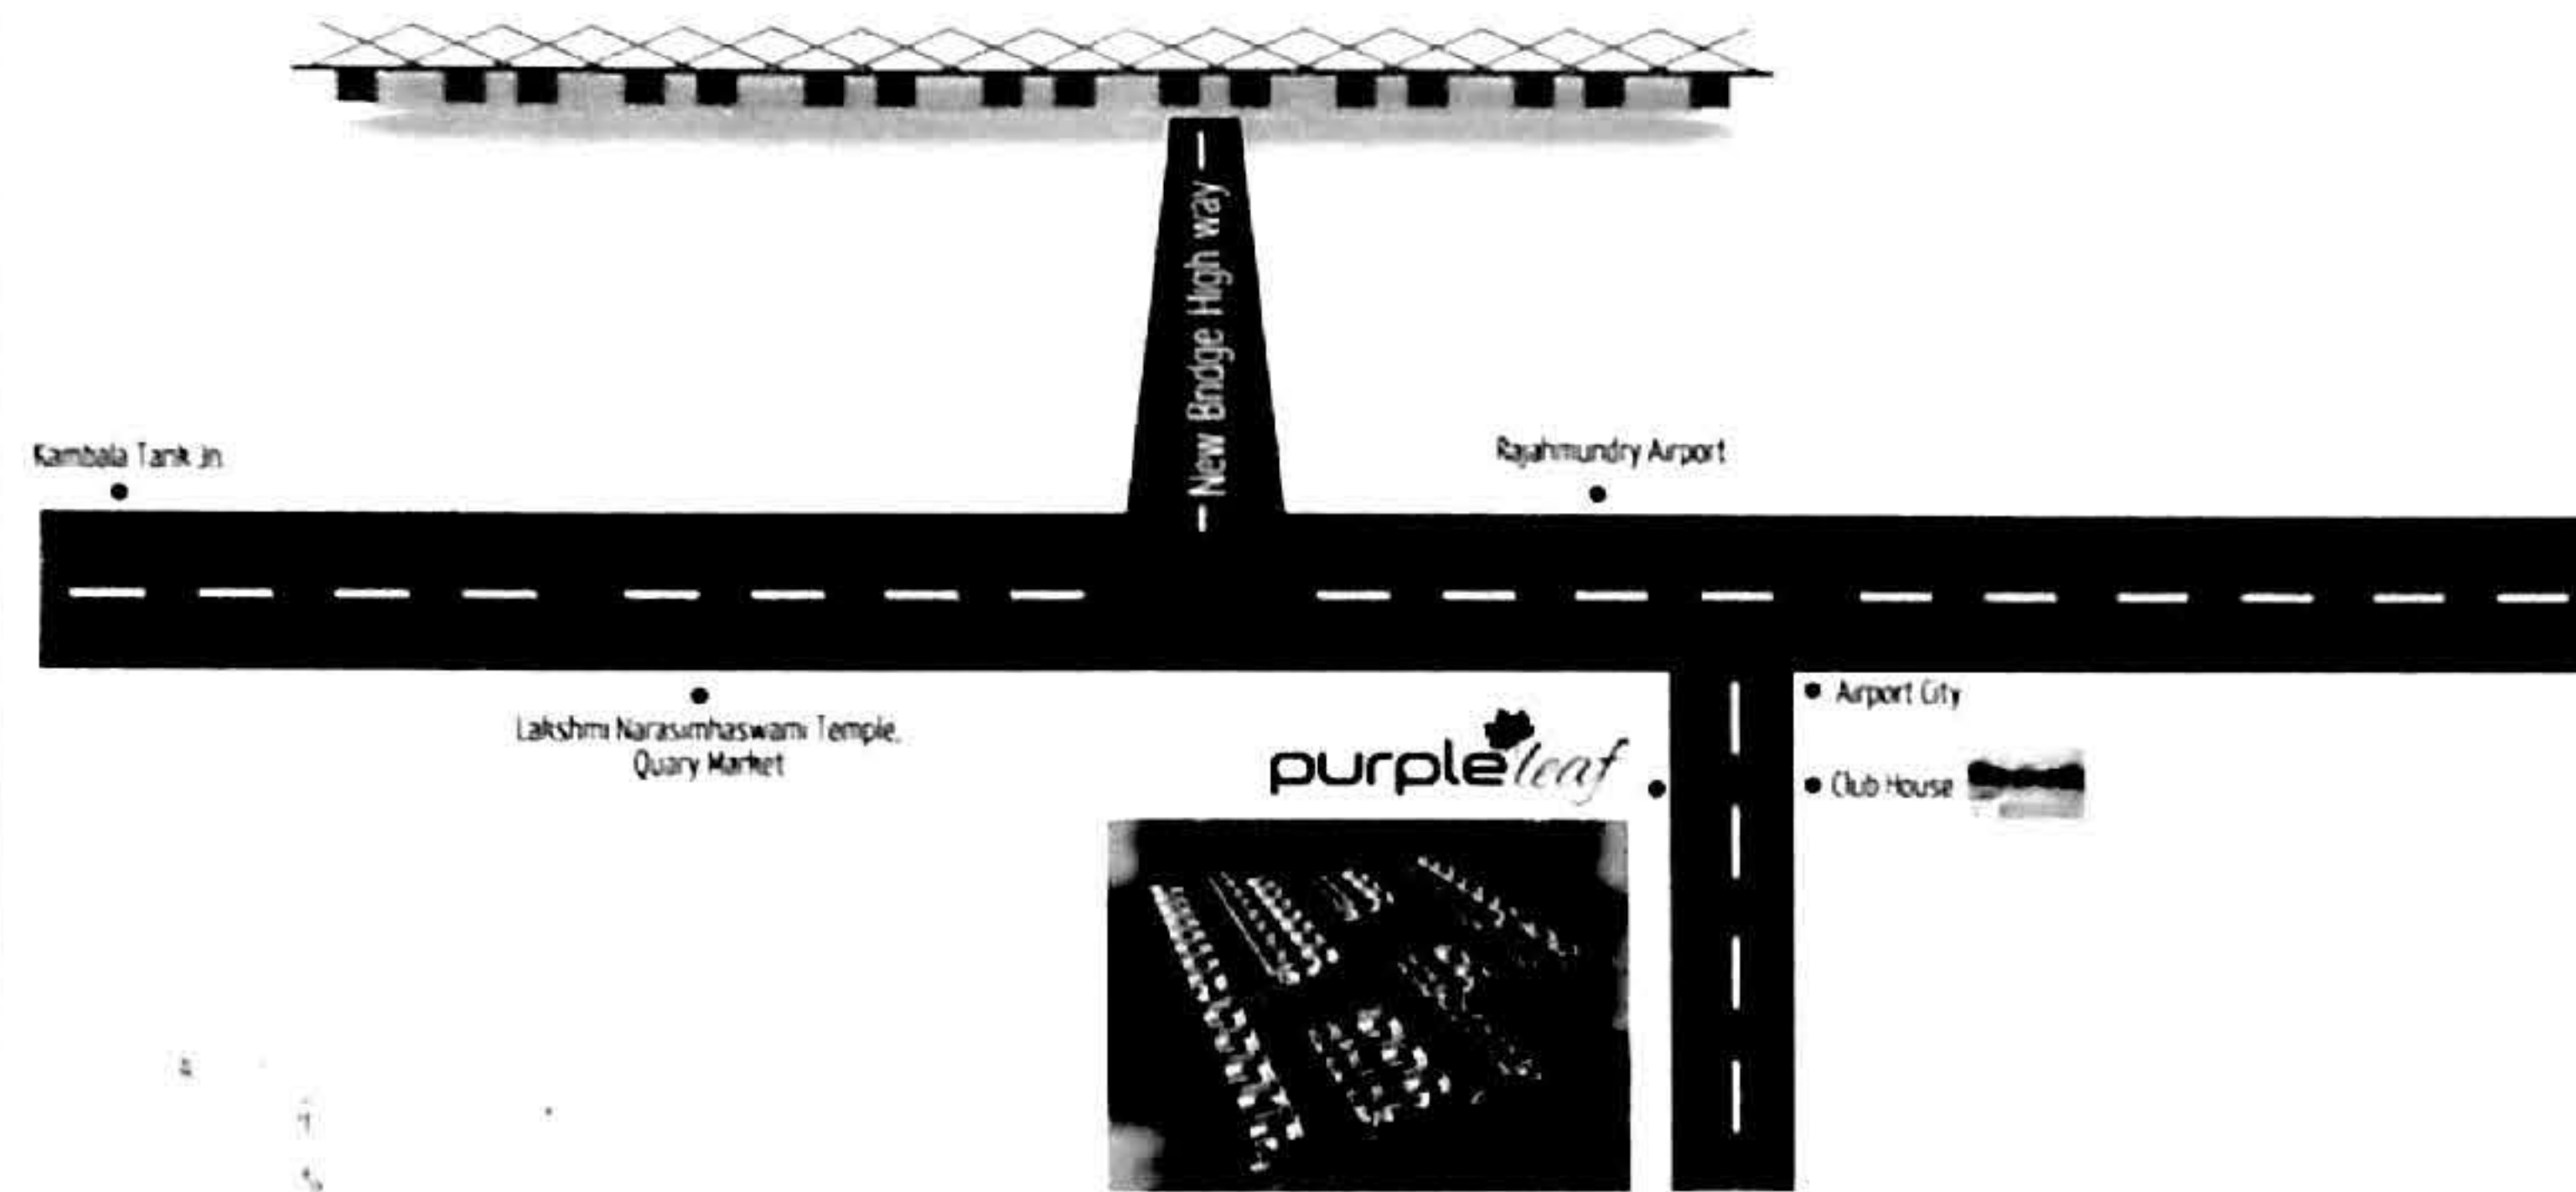 New Bridge High way
Kambala Tank Jn
Rajahmundry Airport
Lakshmi Narasimhaswami Temple,
Quary Market
purpleleaf
Airport City
Club House